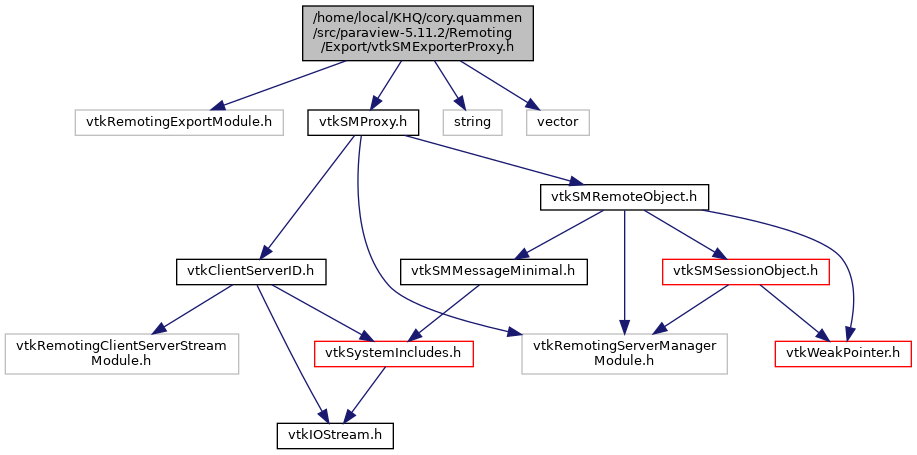 /home/local/KHQ/cory.quammen
/src/paraview-5.11.2/Remoting
/Export/vtkSMExporterProxy.h
vtkRemotingExportModule.h
vtkSMProxy.h
string
vector
vtkSMRemoteObject.h
vtkClientServerID.h
vtkSMMessageMinimal.h
vtkSMSessionObject.h
vtkRemotingClientServerStream
Module.h
vtkSystemIncludes.h
vtkRemotingServerManager
Module.h
vtkWeakPointer.h
vtkIOStream.h